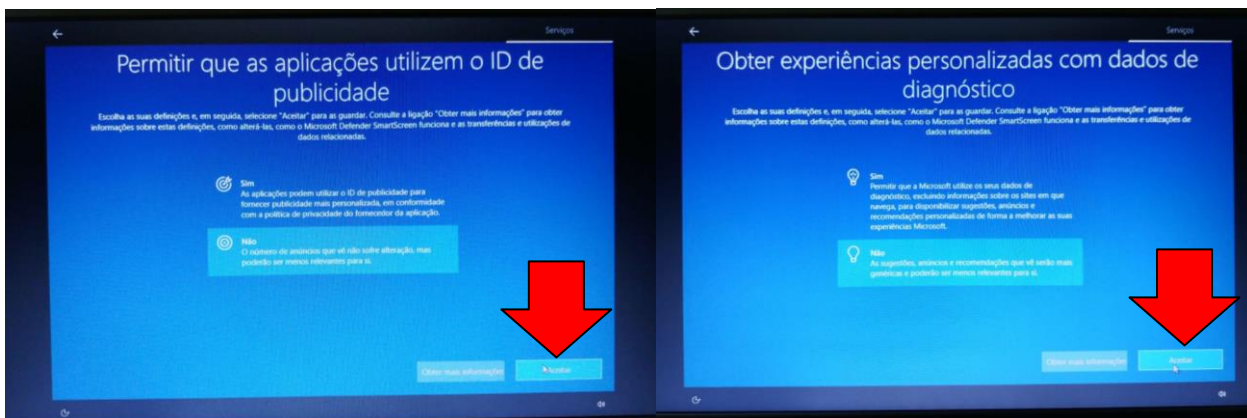 Serviços
Permitir que as aplicações utilizem o ID de
publicidade
Escolha as suas definições e, em seguida, selecione "Aceitar" para as guardar. Consulte a ligação "Obter mais informações" para obter
informações sobre estas definições, como alterá-las, como o Microsoft Defender SmartScreen funciona e as transferências e utilizações de
dados relacionadas.
Sim
As aplicações podem utilizar o ID de publicidade para
fornecer publicidade mais personalizada, em conformidade
com a política de privacidade do fornecedor da aplicação.
Não
O número de anúncios que vê não sofre alteração, mas
poderão ser menos relevantes para si.
Obter mais informações
Aceitar
Serviços
Obter experiências personalizadas com dados de
diagnóstico
Escolha as suas definições e, em seguida, selecione "Aceitar" para as guardar. Consulte a ligação "Obter mais informações" para obter
informações sobre estas definições, como alterá-las, como o Microsoft Defender SmartScreen funciona e as transferências e utilizações de
dados relacionadas.
Sim
Permitir que a Microsoft utilize os seus dados de
diagnóstico, excluindo informações sobre os sites em que
navega, para disponibilizar sugestões, anúncios e
recomendações personalizadas de forma a melhorar as suas
experiências Microsoft.
Não
As sugestões, anúncios e recomendações que vê serão mais
genéricas e poderão ser menos relevantes para si.
Obter mais informações
Aceitar